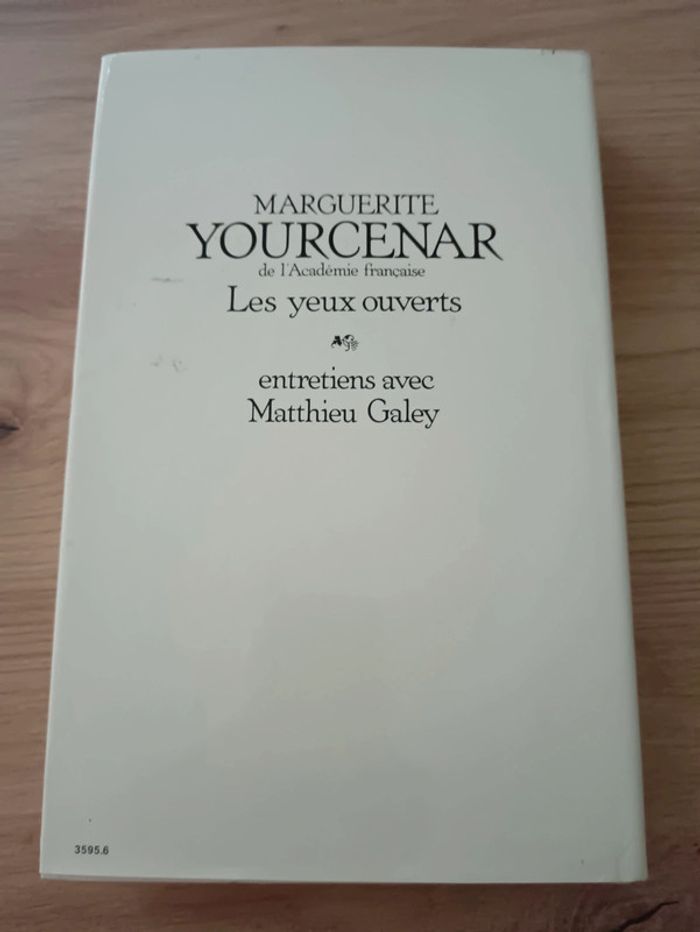 MARGUERITE
YOURCENAR
de l'Académie française
Les yeux ouverts
entretiens avec
Matthieu Galey
3595.6